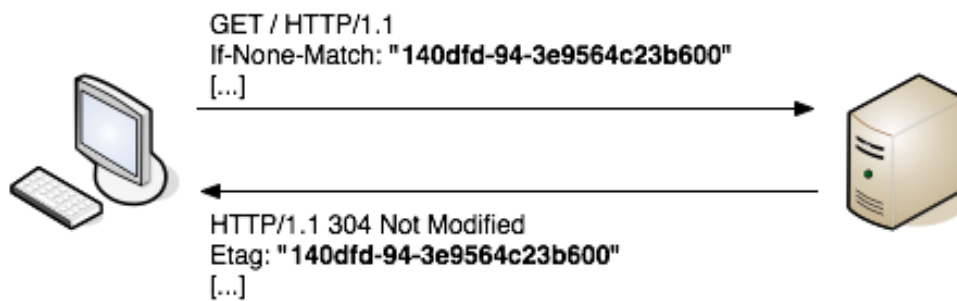 GET / HTTP/1.1
If-None-Match: "140dfd-94-3e9564c23b600"
[...]
HTTP/1.1 304 Not Modified
Etag: "140dfd-94-3e9564c23b600"
[...]